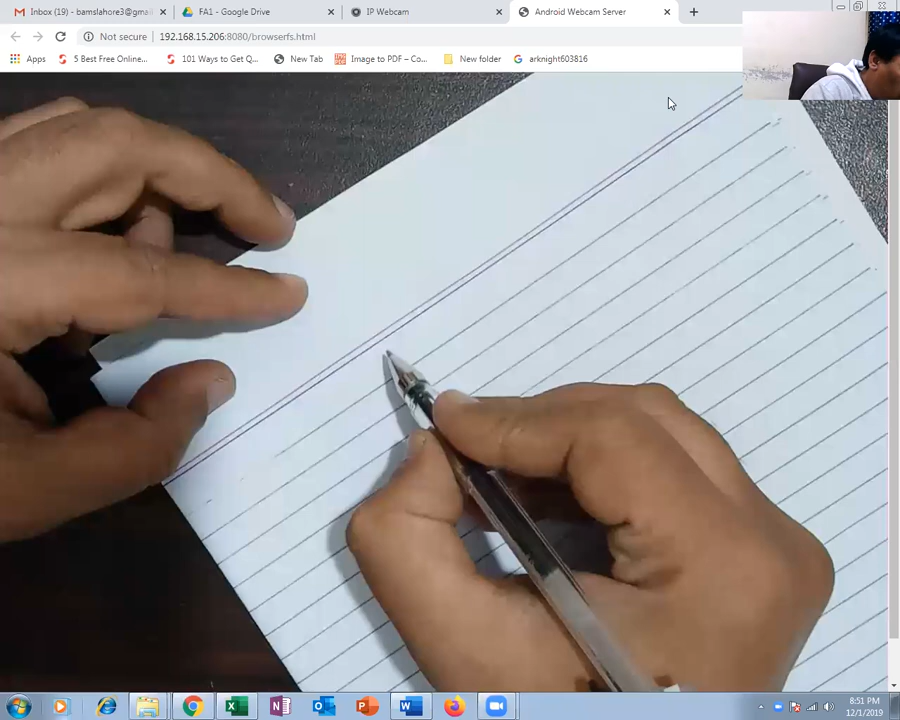 Inbox (19) - bamslahore3@gmai
FA1 - Google Drive
IP Webcam
Android Webcam Server
Not secure
192.168.15.206:8080/browserfs.html
Apps
5 Best Free Online...
101 Ways to Get Q...
New Tab
Image to PDF – Co...
New folder
arknight603816
8:51 PM
12/1/2019